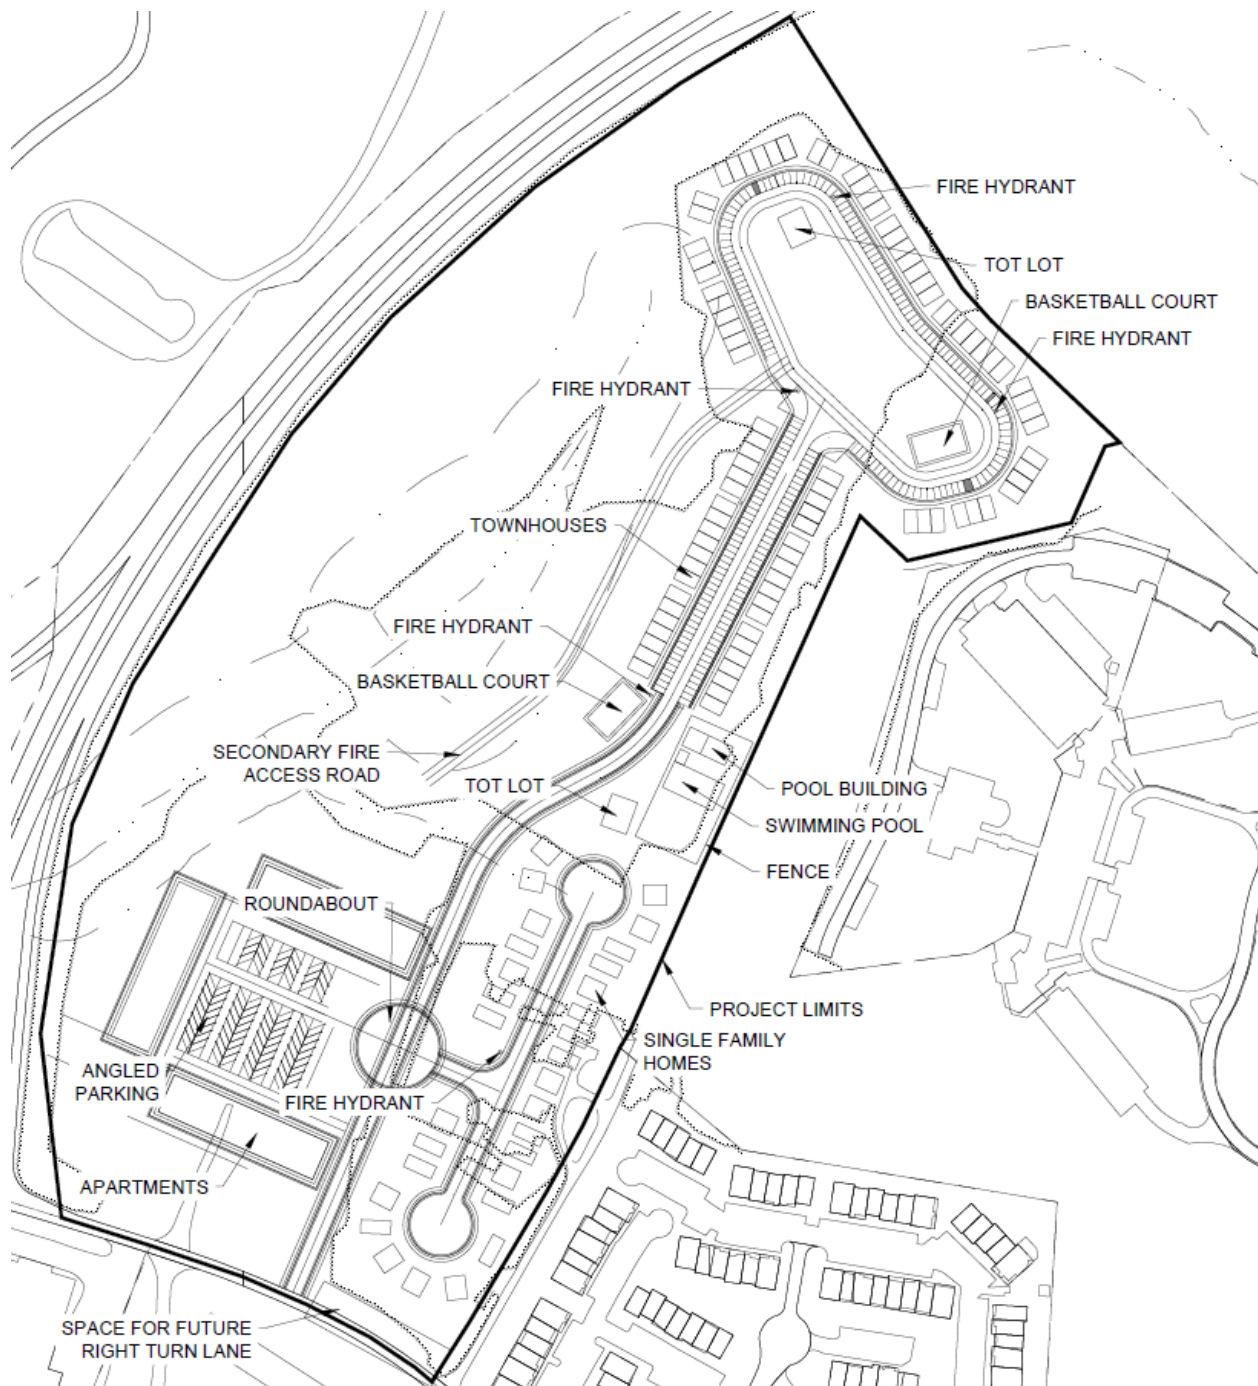 FIRE HYDRANT
TOT LOT
BASKETBALL COURT
FIRE HYDRANT
FIRE HYDRANT
TOWNHOUSES
FIRE HYDRANT
BASKETBALL COURT
SECONDARY FIRE
ACCESS ROAD
TOT LOT
POOL BUILDING
SWIMMING POOL
FENCE
ROUNDABOUT
PROJECT LIMITS
SINGLE FAMILY
HOMES
ANGLED
PARKING
FIRE HYDRANT
APARTMENTS
SPACE FOR FUTURE
RIGHT TURN LANE